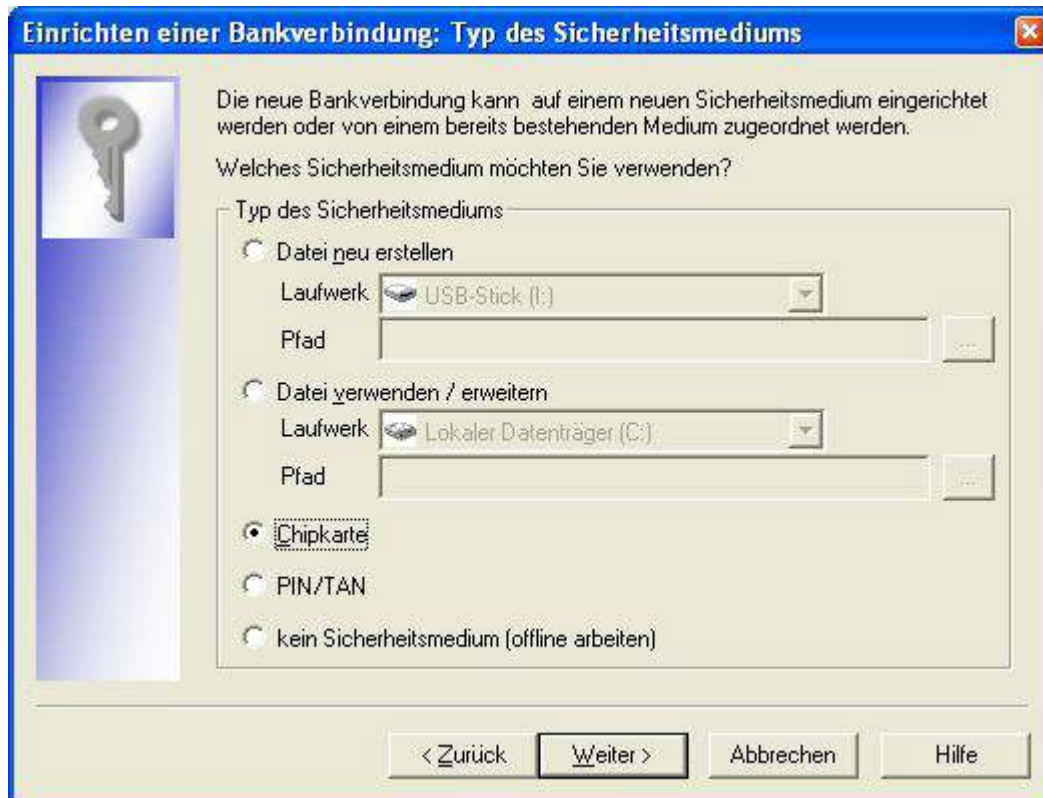 Einrichten einer Bankverbindung: Typ des Sicherheitsmediums
Die neue Bankverbindung kann auf einem neuen Sicherheitsmedium eingerichtet
werden oder von einem bereits bestehenden Medium zugeordnet werden.
Welches Sicherheitsmedium möchten Sie verwenden?
Typ des Sicherheitsmediums
Datei neu erstellen
Laufwerk USB-Stick (I:)
Pfad ...
Datei verwenden / erweitern
Laufwerk Lokaler Datenträger (C:)
Pfad ...
Chipkarte
PIN/TAN
kein Sicherheitsmedium (offline arbeiten)
< Zurück Weiter > Abbrechen Hilfe